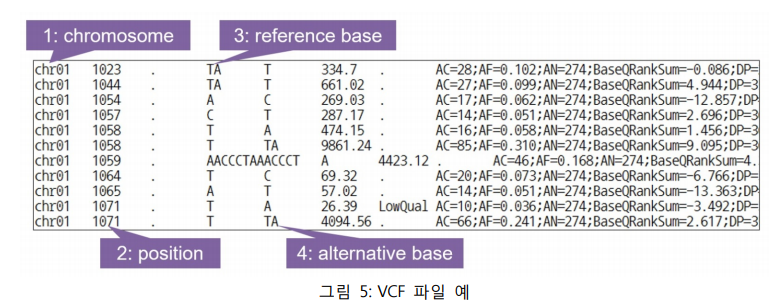 1: chromosome
3: reference base
chr01 1023 . TA T 334.7 . AC=28;AF=0.102;AN=274;BaseQRankSum=-0.086;DP=3
chr01 1044 . TA T 661.02 . AC=27;AF=0.099;AN=274;BaseQRankSum=4.944;DP=3
chr01 1054 . A C 269.03 . AC=17;AF=0.062;AN=274;BaseQRankSum=-12.857;DP=
chr01 1057 . C T 287.17 . AC=14;AF=0.051;AN=274;BaseQRankSum=2.696;DP=3
chr01 1058 . T A 474.15 . AC=16;AF=0.058;AN=274;BaseQRankSum=1.456;DP=3
chr01 1058 . T TA 9861.24 . AC=85;AF=0.310;AN=274;BaseQRankSum=9.095;DP=3
chr01 1059 . AACCCTAAACCCT A 4423.12 . AC=46;AF=0.168;AN=274;BaseQRankSum=4.
chr01 1064 . T C 69.32 . AC=20;AF=0.073;AN=274;BaseQRankSum=-6.766;DP=
chr01 1065 . A T 57.02 . AC=14;AF=0.051;AN=274;BaseQRankSum=-13.363;DP=
chr01 1071 . T A 26.39 LowQual AC=10;AF=0.036;AN=274;BaseQRankSum=-3.492;DP=
chr01 1071 . T TA 4094.56 . AC=66;AF=0.241;AN=274;BaseQRankSum=2.617;DP=3
2: position
4: alternative base
그림 5: VCF 파일 예